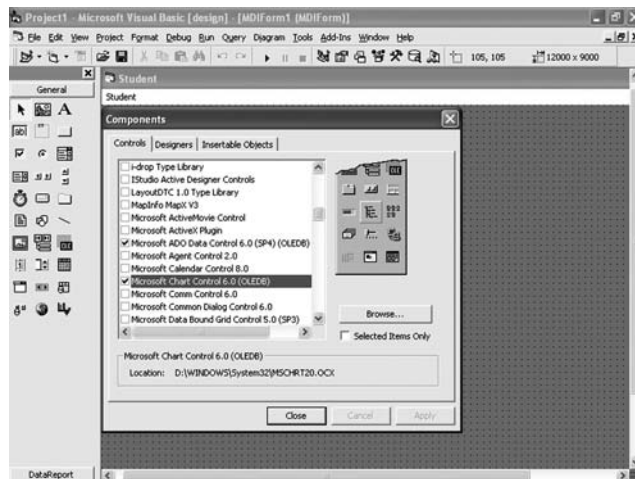 Project1 - Microsoft Visual Basic [design] - [MDIForm1 (MDIForm)]
File Edit View Project Format Debug Run Query Diagram Tools Add-Ins Window Help
105, 105
12000 x 9000
General
A
ab
Student
Student
Components
Controls
Designers
Insertable Objects
i-drop Type Library
IStudio Active Designer Controls
LayoutDTC 1.0 Type Library
MapInfo MapX V3
Microsoft ActiveMovie Control
Microsoft ActiveX Plugin
Microsoft ADO Data Control 6.0 (SP4) (OLEDB)
Microsoft Agent Control 2.0
Microsoft Calendar Control 8.0
Microsoft Chart Control 6.0 (OLEDB)
Microsoft Comm Control 6.0
Microsoft Common Dialog Control 6.0
Microsoft Data Bound Grid Control 5.0 (SP3)
Browse...
Selected Items Only
Microsoft Chart Control 6.0 (OLEDB)
Location: D:\WINDOWS\System32\MSCHRT20.OCX
Close
Cancel
Apply
DataReport